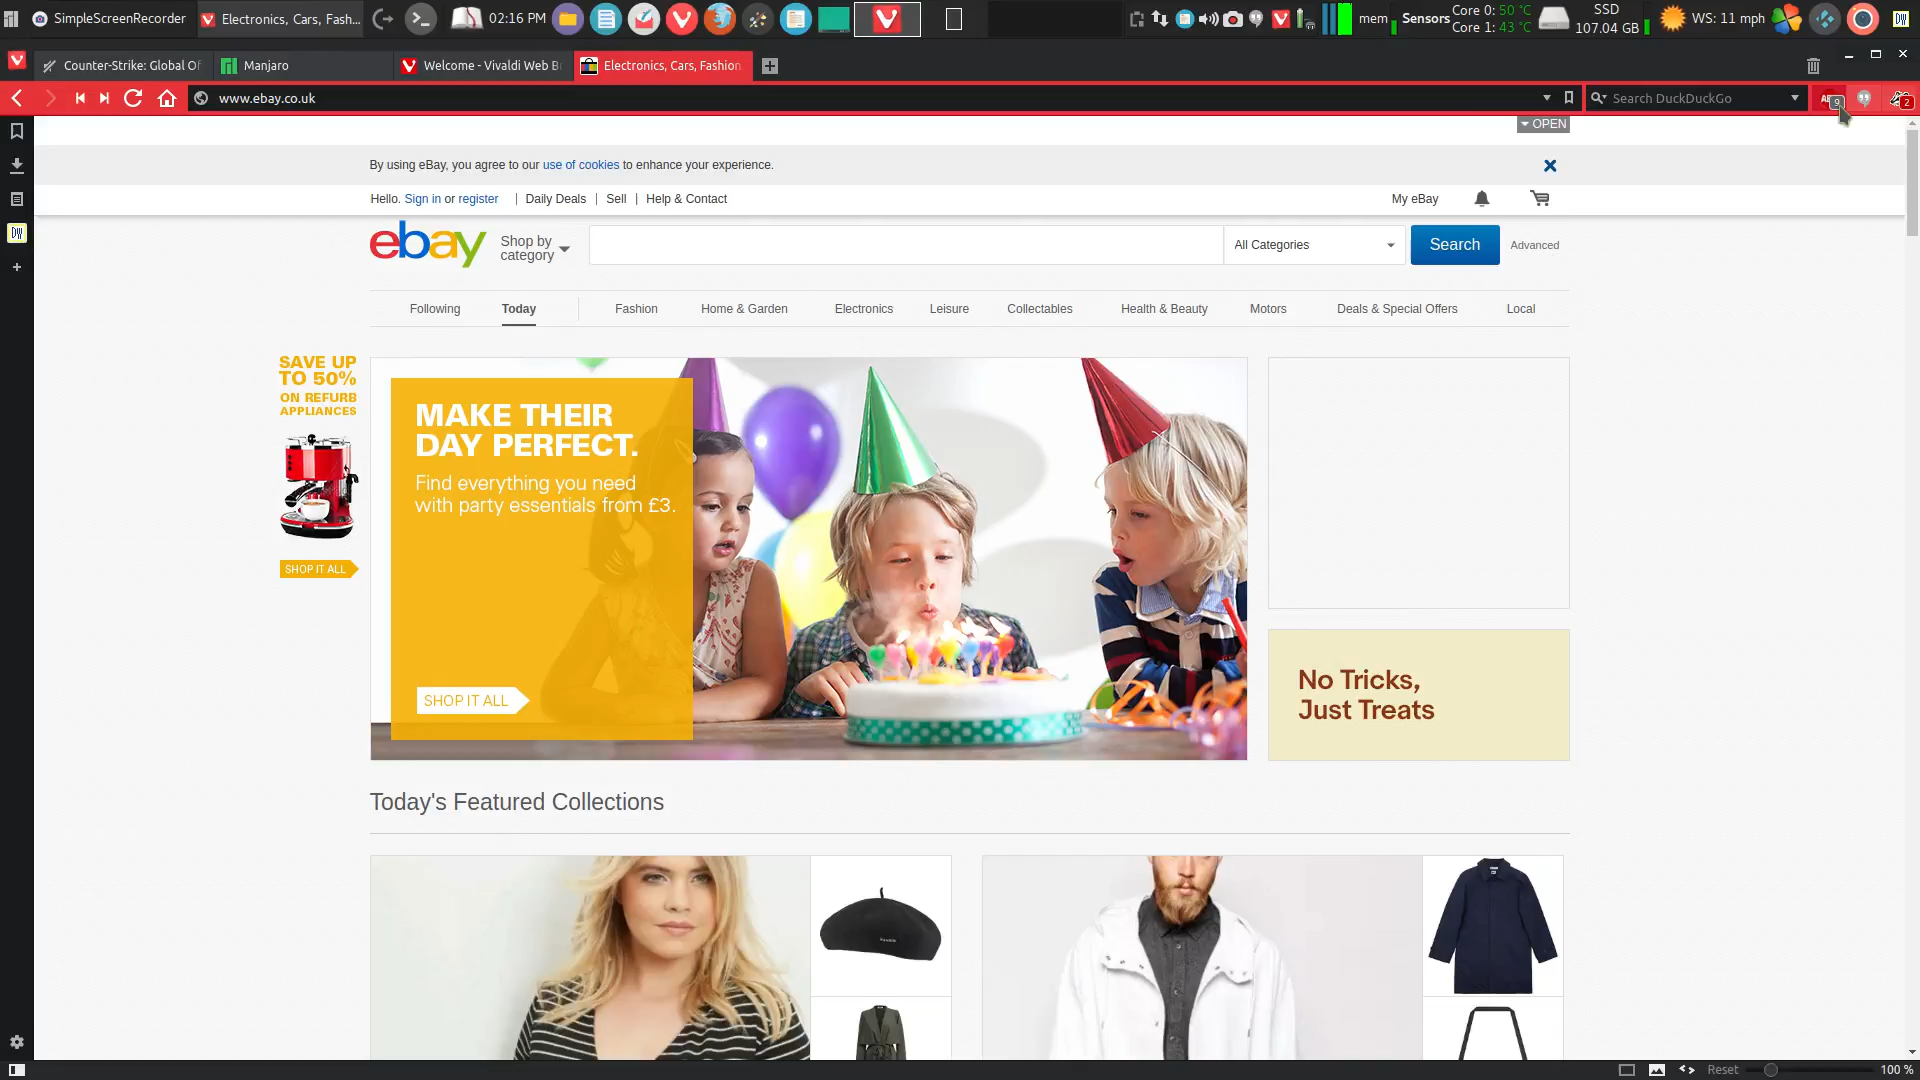 SimpleScreenRecorder
Electronics, Cars, Fash...
02:16 PM
mem
Sensors
Core 0: 50 °C
Core 1: 43 °C
SSD
107.04 GB
WS: 11 mph
DW
Counter-Strike: Global Of
Manjaro
Welcome - Vivaldi Web B
Electronics, Cars, Fashion
www.ebay.co.uk
Search DuckDuckGo
9
2
OPEN
By using eBay, you agree to our use of cookies to enhance your experience.
Hello. Sign in or register | Daily Deals | Sell | Help & Contact
My eBay
DW
ebay
Shop by
category
All Categories
Search
Advanced
Following
Today
Fashion
Home & Garden
Electronics
Leisure
Collectables
Health & Beauty
Motors
Deals & Special Offers
Local
SAVE UP
TO 50%
ON REFURB
APPLIANCES
SHOP IT ALL
MAKE THEIR
DAY PERFECT.
Find everything you need
with party essentials from £3.
SHOP IT ALL
No Tricks,
Just Treats
Today's Featured Collections
Reset
100 %